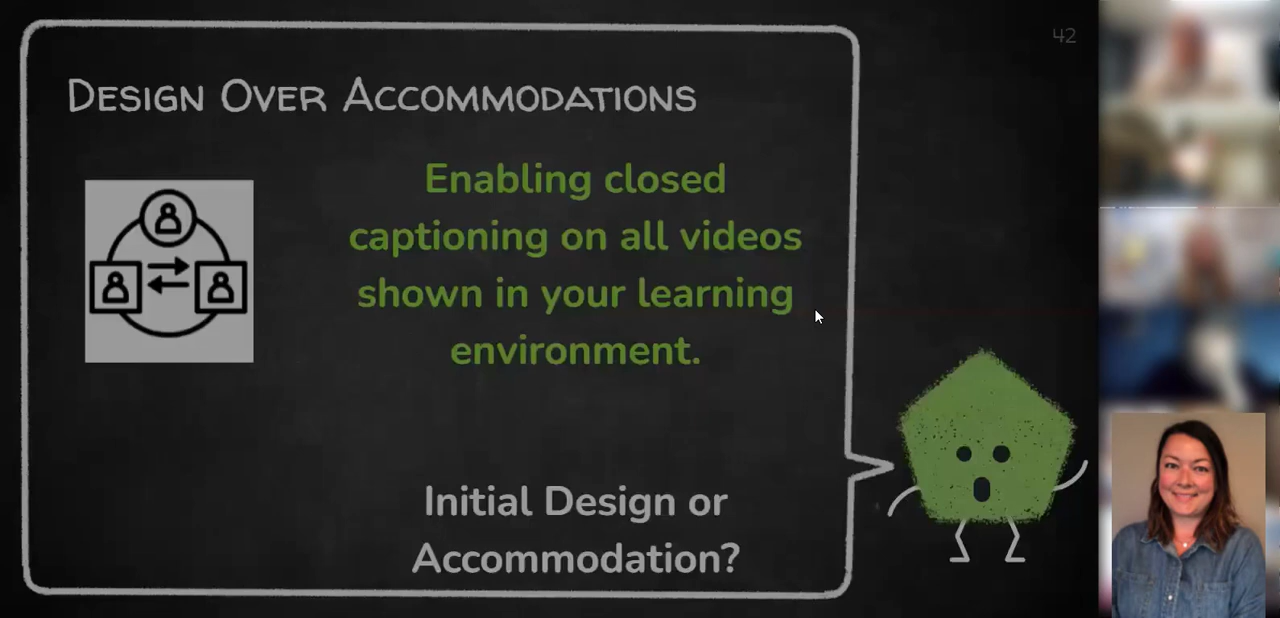 42
Design Over Accommodations
Enabling closed
captioning on all videos
shown in your learning
environment.
Initial Design or
Accommodation?